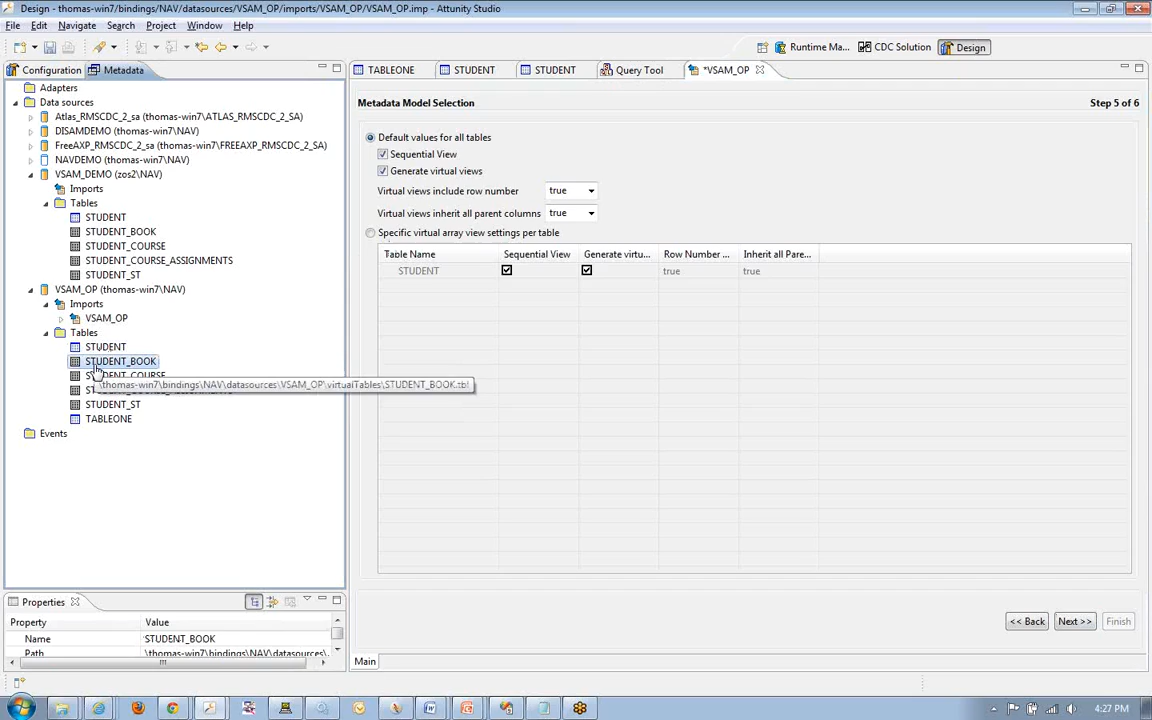 Design - thomas-win7/bindings/NAV/datasources/VSAM_OP/imports/VSAM_OP/VSAM_OP.imp - Attunity Studio
File Edit Navigate Search Project Window Help
Runtime Ma... CDC Solution Design
Configuration Metadata
TABLEONE STUDENT STUDENT Query Tool *VSAM_OP
Adapters
Data sources
Atlas_RMSCDC_2_sa (thomas-win7\ATLAS_RMSCDC_2_sa)
DISAMDEMO (thomas-win7\NAV)
FreeAXP_RMSCDC_2_sa (thomas-win7\FREEAXP_RMSCDC_2_sa)
NAVDEMO (thomas-win7\NAV)
VSAM_DEMO (zos2\NAV)
Imports
Tables
STUDENT
STUDENT_BOOK
STUDENT_COURSE
STUDENT_COURSE_ASSIGNMENTS
STUDENT_ST
VSAM_OP (thomas-win7\NAV)
Imports
VSAM_OP
Tables
STUDENT
STUDENT_BOOK
STUDENT_COURSE
\thomas-win7\bindings\NAV\datasources\VSAM_OP\virtualTables\STUDENT_BOOK.tbl
STUDENT_ST
TABLEONE
Events
Metadata Model Selection
Step 5 of 6
Default values for all tables
Sequential View
Generate virtual views
Virtual views include row number true
Virtual views inherit all parent columns true
Specific virtual array view settings per table
Table Name Sequential View Generate virtu... Row Number ... Inherit all Pare...
STUDENT true true
<< Back Next >> Finish
Main
Properties
Property Value
Name STUDENT_BOOK
Path \thomas-win7\bindings\NAV\datasources\
4:27 PM